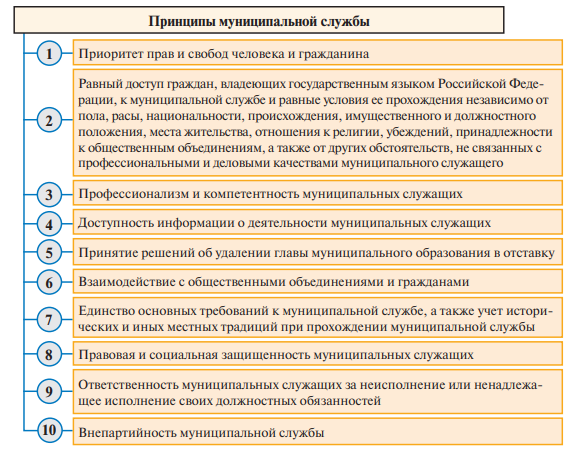 Принципы муниципальной службы
1 Приоритет прав и свобод человека и гражданина
2 Равный доступ граждан, владеющих государственным языком Российской Феде-
рации, к муниципальной службе и равные условия ее прохождения независимо от
пола, расы, национальности, происхождения, имущественного и должностного
положения, места жительства, отношения к религии, убеждений, принадлежности
к общественным объединениям, а также от других обстоятельств, не связанных с
профессиональными и деловыми качествами муниципального служащего
3 Профессионализм и компетентность муниципальных служащих
4 Доступность информации о деятельности муниципальных служащих
5 Принятие решений об удалении главы муниципального образования в отставку
6 Взаимодействие с общественными объединениями и гражданами
7 Единство основных требований к муниципальной службе, а также учет истори-
ческих и иных местных традиций при прохождении муниципальной службы
8 Правовая и социальная защищенность муниципальных служащих
9 Ответственность муниципальных служащих за неисполнение или ненадлежа-
щее исполнение своих должностных обязанностей
10 Внепартийность муниципальной службы